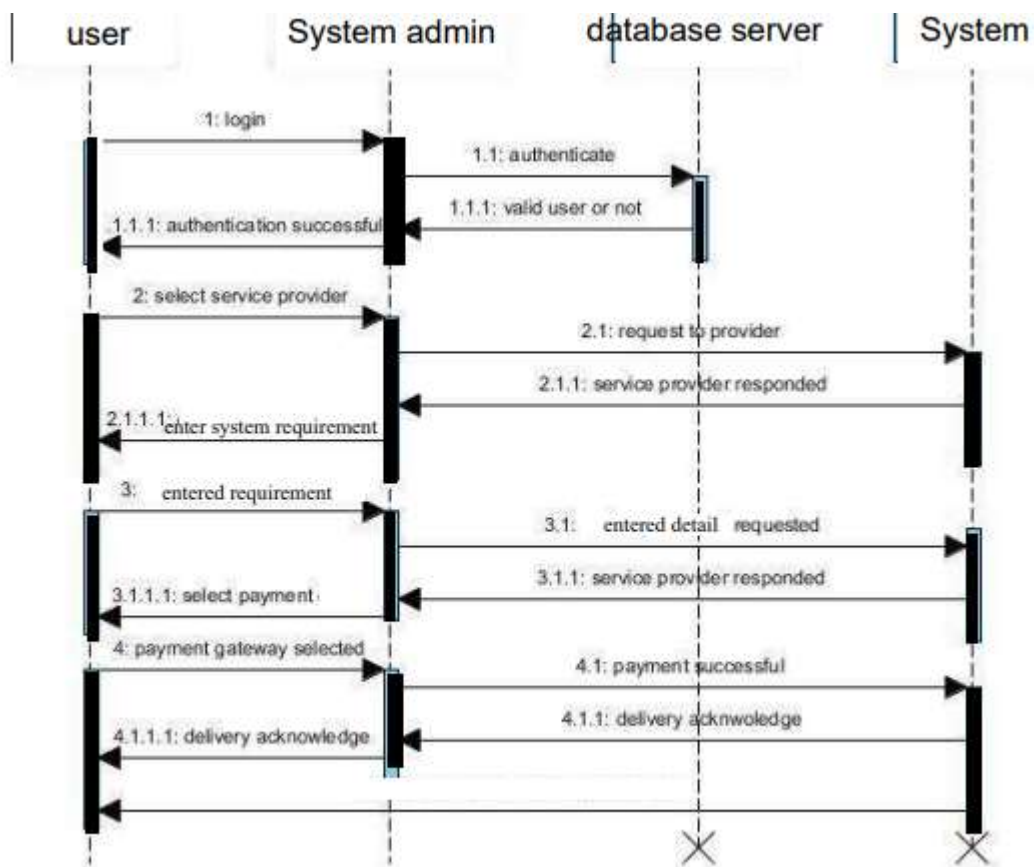 user
System admin
database server
System
1: login
1.1: authenticate
1.1.1: valid user or not
1.1.1: authentication successful
2: select service provider
2.1: request to provider
2.1.1: service provider responded
2.1.1.1: enter system requirement
3: entered requirement
3.1: entered detail requested
3.1.1: service provider responded
3.1.1.1: select payment
4: payment gateway selected
4.1: payment successful
4.1.1: delivery acknwoledge
4.1.1.1: delivery acknowledge